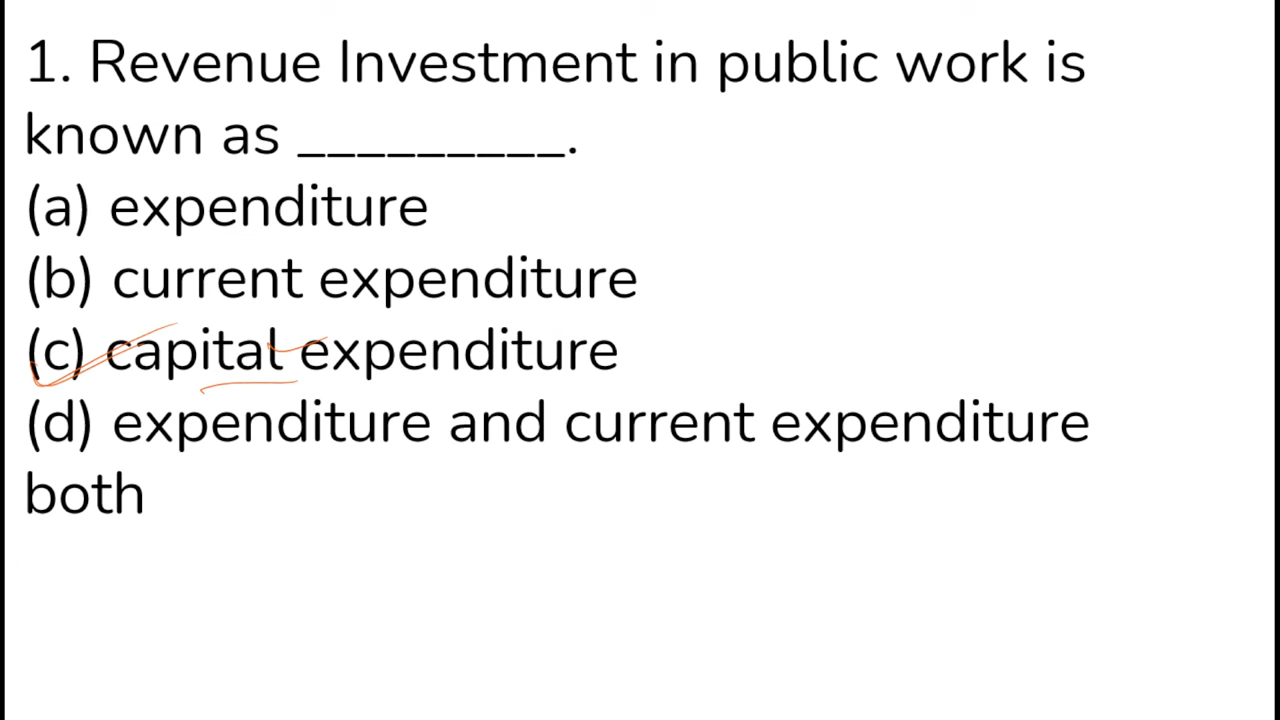 1. Revenue Investment in public work is
known as _________.
(a) expenditure
(b) current expenditure
(c) capital expenditure
(d) expenditure and current expenditure
both